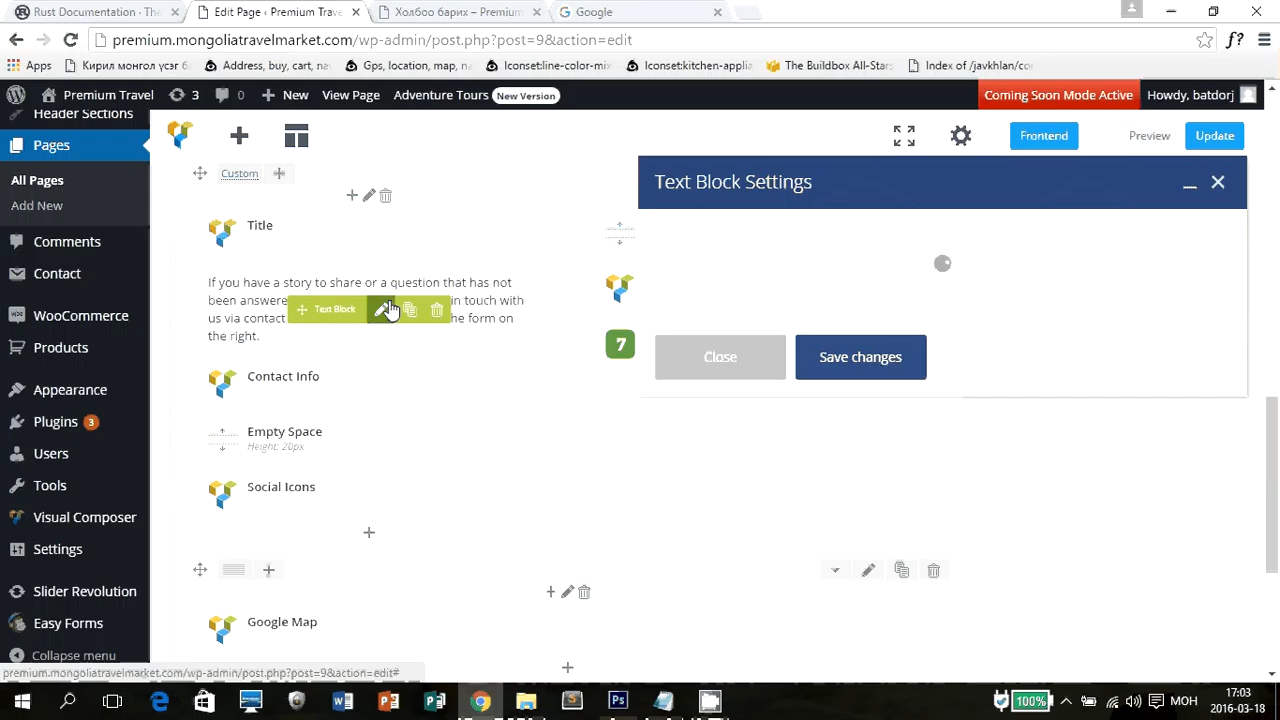 Rust Documentation - The
Edit Page ‹ Premium Trave
Холбоо барих – Premium
Google
premium.mongoliatravelmarket.com/wp-admin/post.php?post=9&action=edit
Apps
Кирил монгол үсэг б
Address, buy, cart, na
Gps, location, map, na
Iconset:line-color-mix
Iconset:kitchen-applia
The Buildbox All-Stars
Index of /javkhlan/co
Premium Travel
3
0
New
View Page
Adventure Tours
New Version
Coming Soon Mode Active
Howdy, batdorj
Header Sections
Pages
All Pages
Add New
Comments
Contact
WooCommerce
Products
Appearance
Plugins 3
Users
Tools
Visual Composer
Settings
Slider Revolution
Easy Forms
Collapse menu
Frontend
Preview
Update
Custom
Title
If you have a story to share or a question that has not
been answere
in touch with
us via contact
he form on
the right.
Text Block
Contact Info
Empty Space
Height: 20px
Social Icons
Google Map
7
Text Block Settings
Close
Save changes
premium.mongoliatravelmarket.com/wp-admin/post.php?post=9&action=edit#
100%
МОН
17:03
2016-03-18